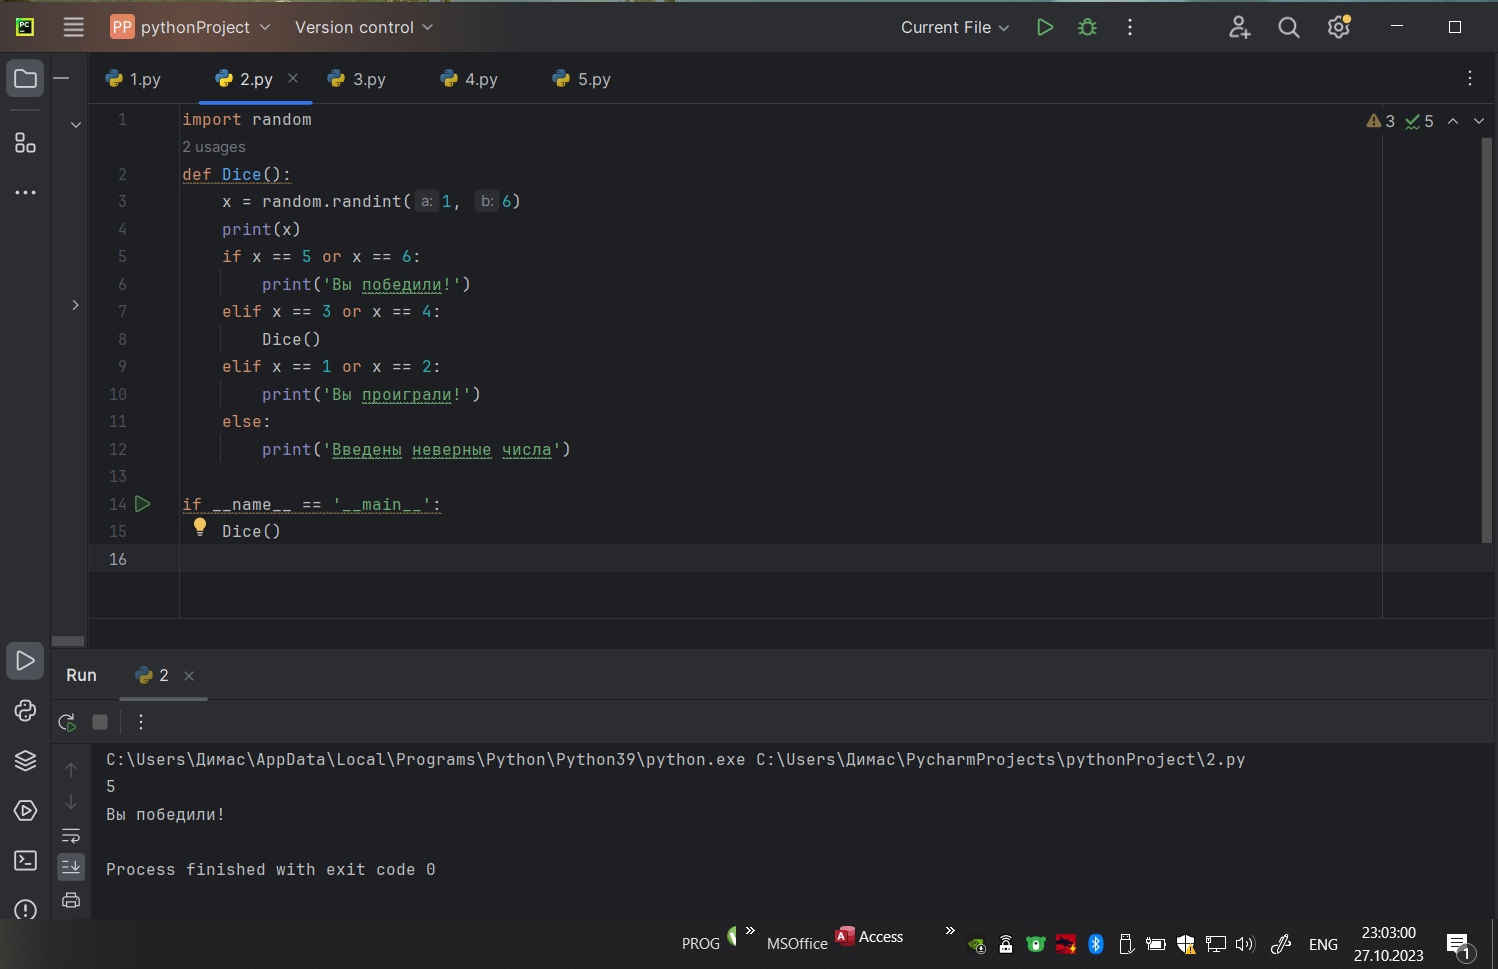 PC PP pythonProject Version control Current File
1.py 2.py 3.py 4.py 5.py
3 5
1 import random
2 usages
2 def Dice():
3 x = random.randint( a: 1, b: 6)
4 print(x)
5 if x == 5 or x == 6:
6 print('Вы победили!')
7 elif x == 3 or x == 4:
8 Dice()
9 elif x == 1 or x == 2:
10 print('Вы проиграли!')
11 else:
12 print('Введены неверные числа')
13
14 if __name__ == '__main__':
15 Dice()
16
Run 2
C:\Users\Димас\AppData\Local\Programs\Python\Python39\python.exe C:\Users\Димас\PycharmProjects\pythonProject\2.py
5
Вы победили!
Process finished with exit code 0
PROG » MSOffice A Access » ENG 23:03:00
27.10.2023 1